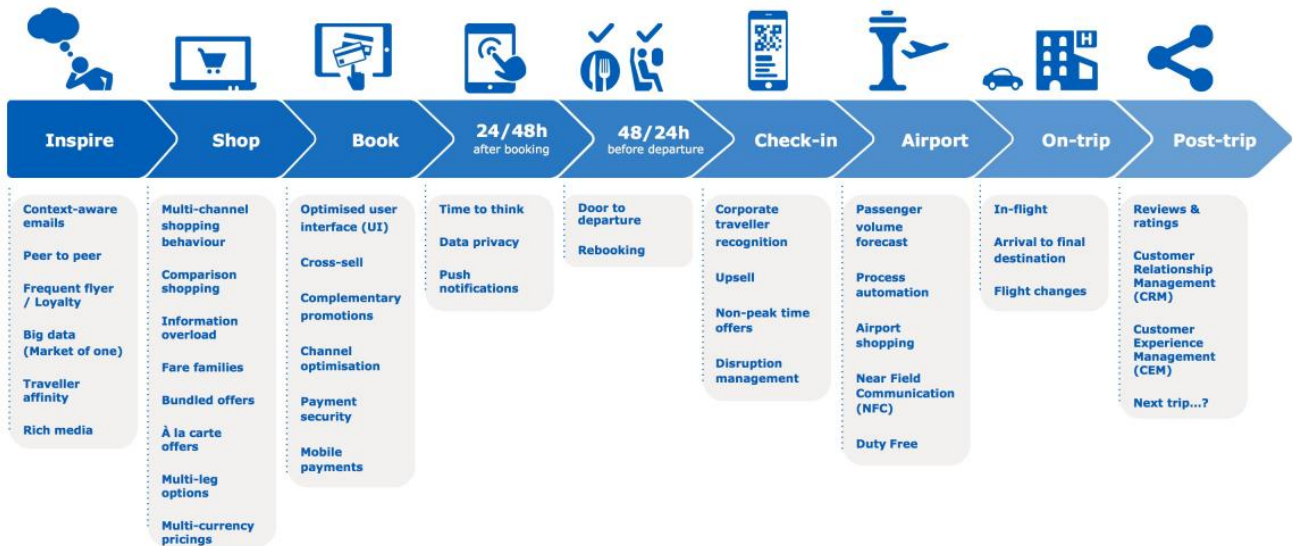 H
Inspire
Shop
Book
24/48h
after booking
48/24h
before departure
Check-in
Airport
On-trip
Post-trip
Context-aware
emails
Peer to peer
Frequent flyer
/ Loyalty
Big data
(Market of one)
Traveller
affinity
Rich media
Multi-channel
shopping
behaviour
Comparison
shopping
Information
overload
Fare families
Bundled offers
À la carte
offers
Multi-leg
options
Multi-currency
pricings
Optimised user
interface (UI)
Cross-sell
Complementary
promotions
Channel
optimisation
Payment
security
Mobile
payments
Time to think
Data privacy
Push
notifications
Door to
departure
Rebooking
Corporate
traveller
recognition
Upsell
Non-peak time
offers
Disruption
management
Passenger
volume
forecast
Process
automation
Airport
shopping
Near Field
Communication
(NFC)
Duty Free
In-flight
Arrival to final
destination
Flight changes
Reviews &
ratings
Customer
Relationship
Management
(CRM)
Customer
Experience
Management
(CEM)
Next trip...?